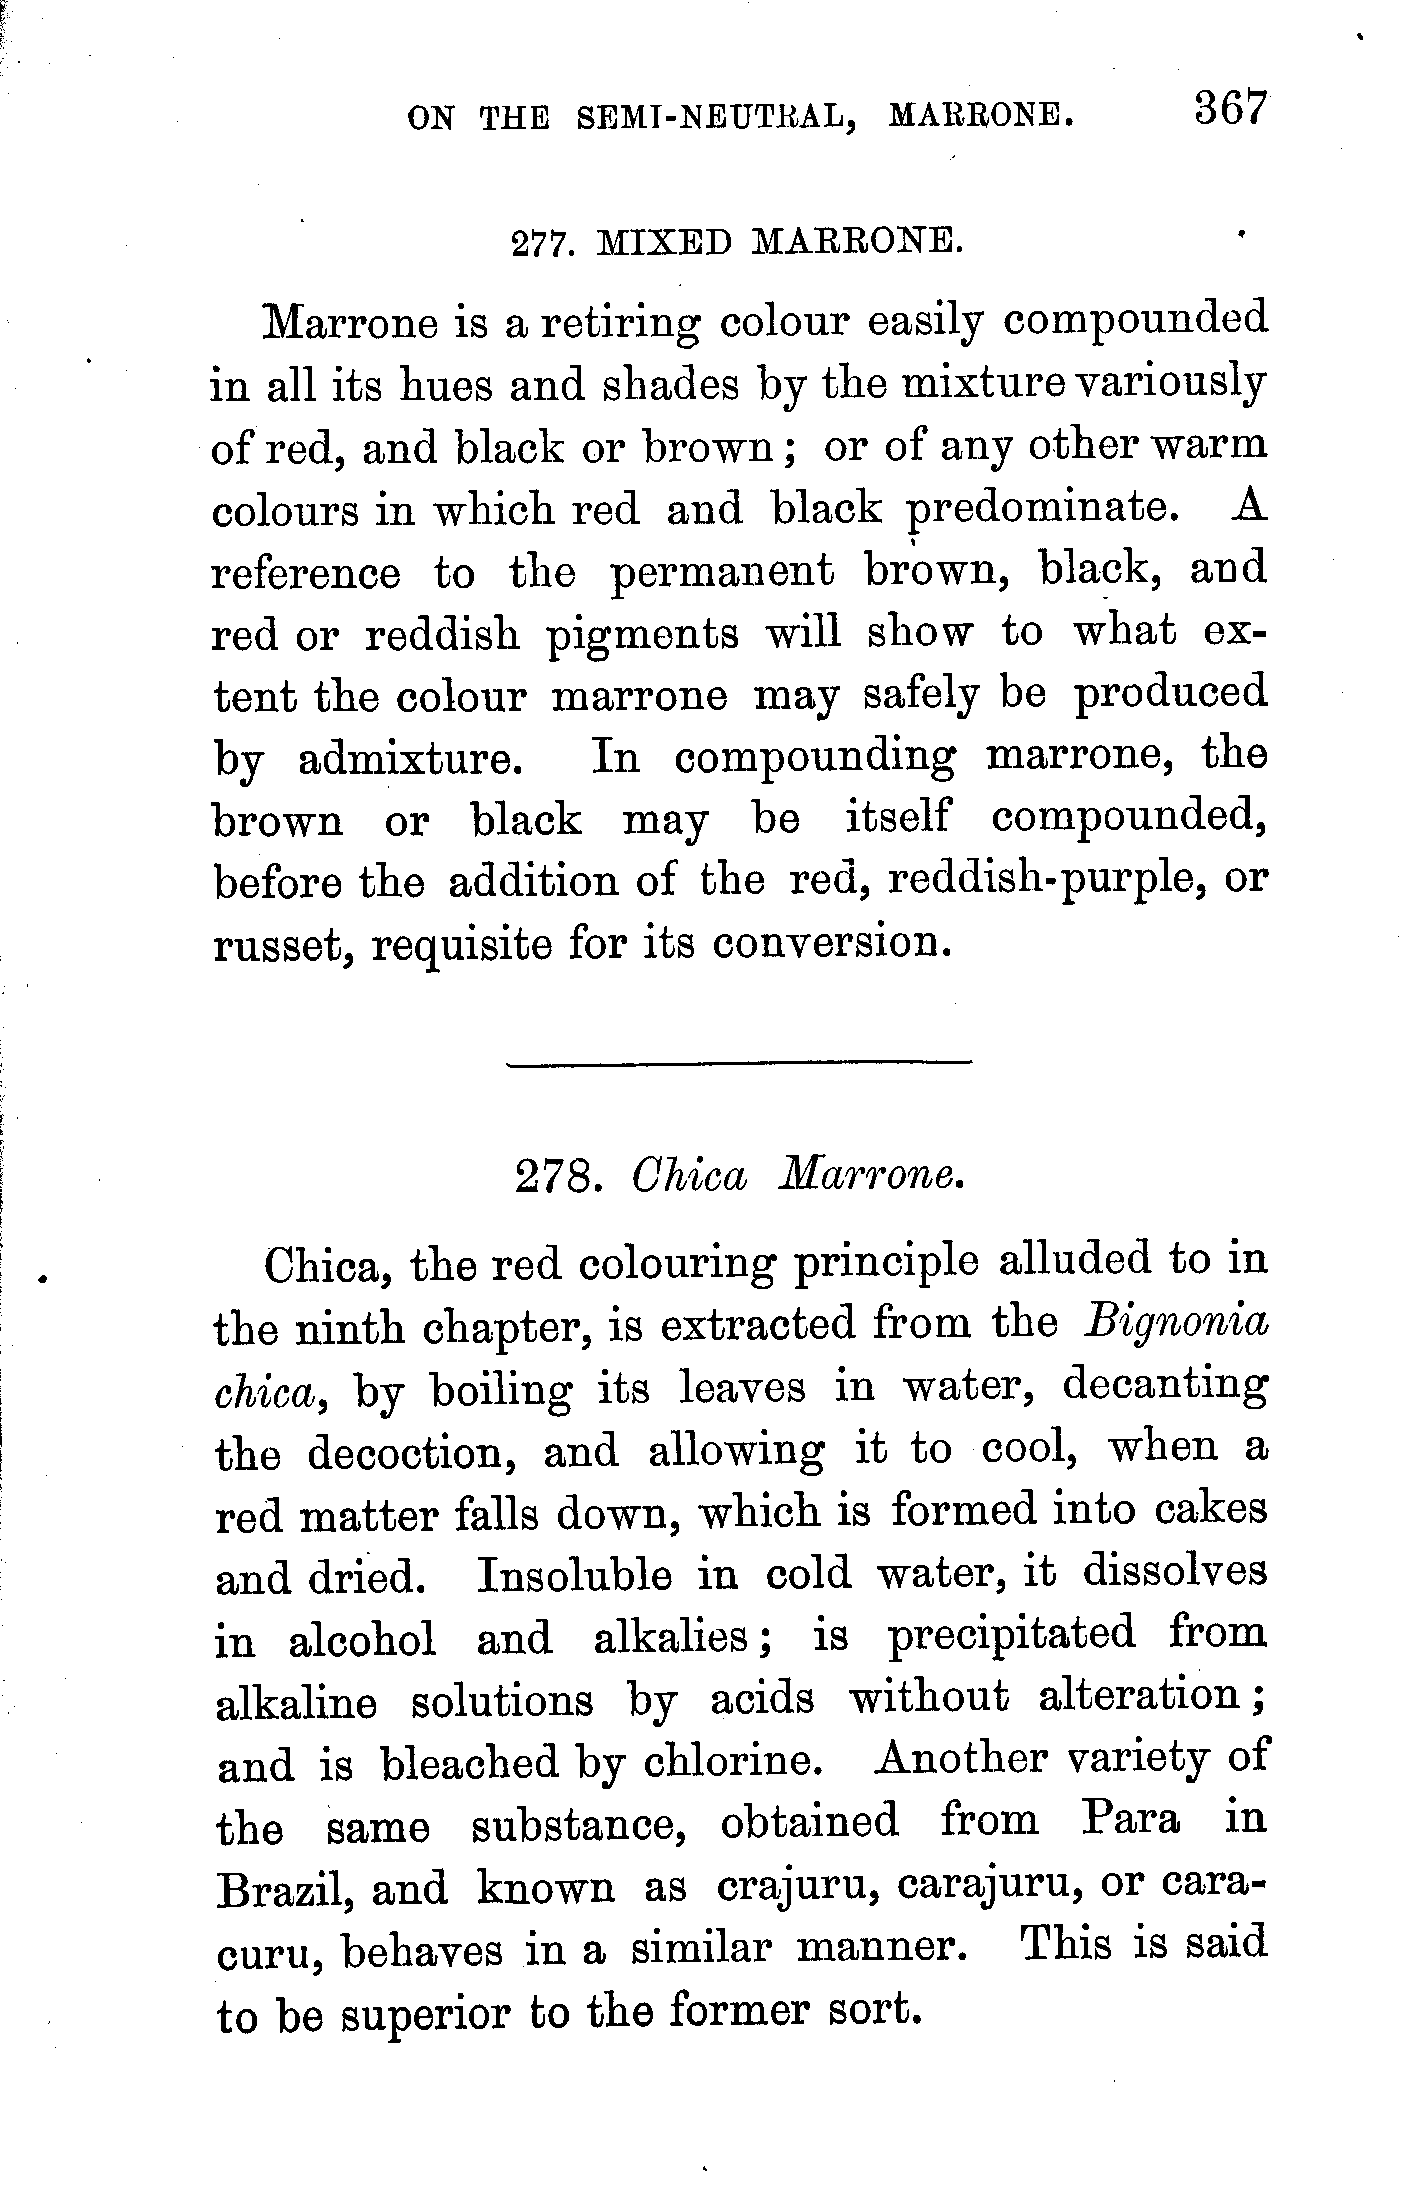 ON THE SEMI-NEUTRAL, MARRONE. 367
277. MIXED MARRONE.
Marrone is a retiring colour easily compounded
in all its hues and shades by the mixture variously
of red, and black or brown; or of any other warm
colours in which red and black predominate. A
reference to the permanent brown, black, and
red or reddish pigments will show to what ex-
tent the colour marrone may safely be produced
by admixture. In compounding marrone, the
brown or black may be itself compounded,
before the addition of the red, reddish-purple, or
russet, requisite for its conversion.
278. Chica Marrone.
Chica, the red colouring principle alluded to in
the ninth chapter, is extracted from the Bignonia
chica, by boiling its leaves in water, decanting
the decoction, and allowing it to cool, when a
red matter falls down, which is formed into cakes
and dried. Insoluble in cold water, it dissolves
in alcohol and alkalies; is precipitated from
alkaline solutions by acids without alteration;
and is bleached by chlorine. Another variety of
the same substance, obtained from Para in
Brazil, and known as crajuru, carajuru, or cara-
curu, behaves in a similar manner. This is said
to be superior to the former sort.